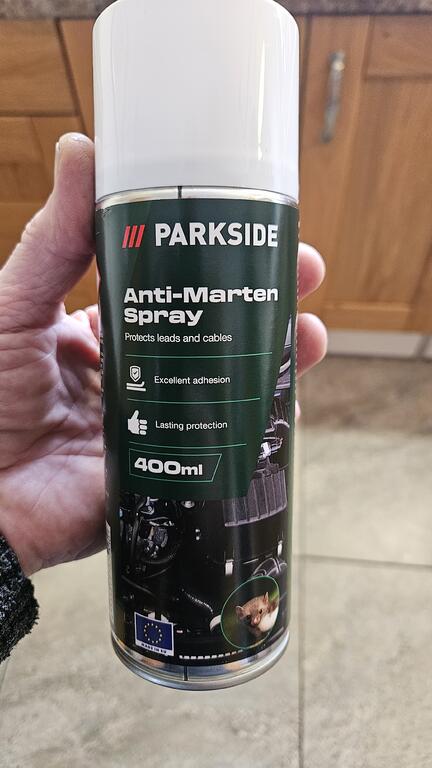 PARKSIDE
Anti-Marten
Spray
Protects leads and cables
Excellent adhesion
Lasting protection
400ml